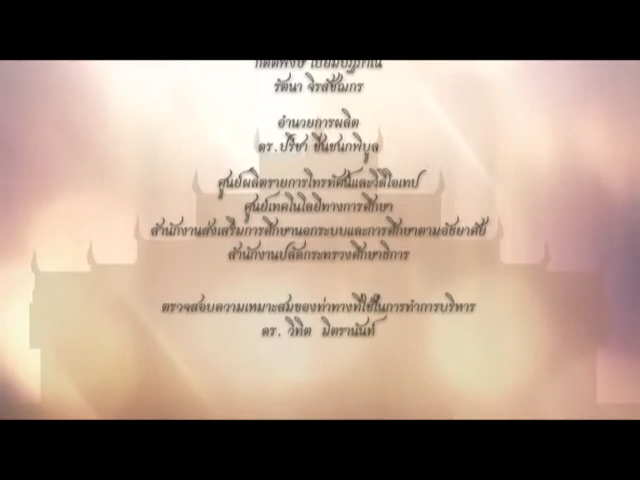 รัตนา จิรสัชฌกร
อำนวยการผลิต
ดร.ปรีชา ชื่นชนกพิบูล
ศูนย์ผลิตรายการโทรทัศน์และวิดีโอเทป
ศูนย์เทคโนโลยีทางการศึกษา
สำนักงานส่งเสริมการศึกษานอกระบบและการศึกษาตามอัธยาศัย
สำนักงานปลัดกระทรวงศึกษาธิการ
ตรวจสอบความเหมาะสมของท่าทางที่ใช้ในการทำการบริหาร
ดร. วิทิต มิตรานันท์